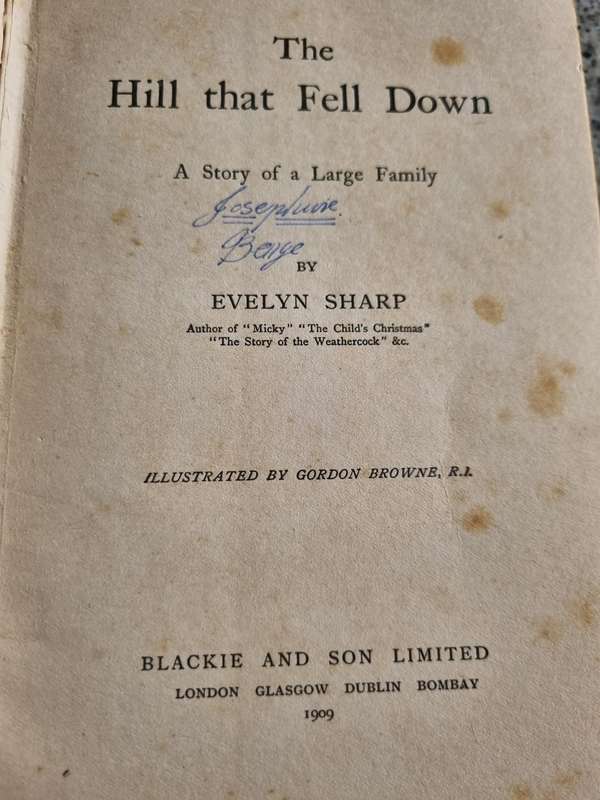 The
Hill that Fell Down
A Story of a Large Family
Josephine
BY
EVELYN SHARP
Author of "Micky" "The Child's Christmas"
"The Story of the Weathercock" &c.
ILLUSTRATED BY GORDON BROWNE, R.I.
BLACKIE AND SON LIMITED
LONDON GLASGOW DUBLIN BOMBAY
1909